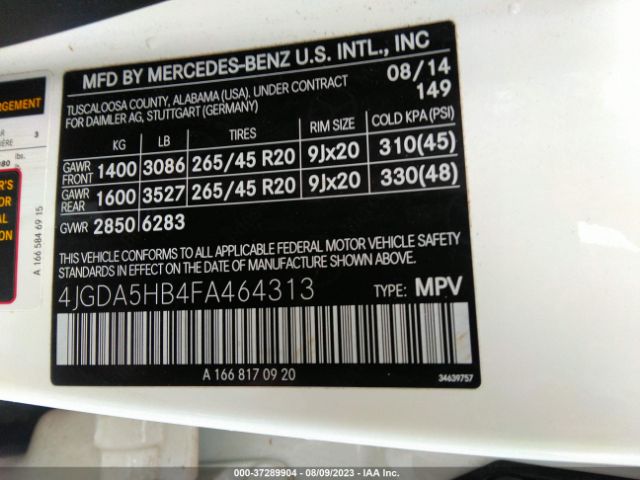 MFD BY MERCEDES-BENZ U.S. INTL., INC
TUSCALOOSA COUNTY, ALABAMA (USA). UNDER CONTRACT 08/14
FOR DAIMLER AG, STUTTGART (GERMANY) 149
KG LB TIRES RIM SIZE COLD KPA (PSI)
GAWR FRONT 1400 3086 265/45 R20 9Jx20 310(45)
GAWR REAR 1600 3527 265/45 R20 9Jx20 330(48)
GVWR 2850 6283
THIS VEHICLE CONFORMS TO ALL APPLICABLE FEDERAL MOTOR VEHICLE SAFETY
STANDARDS IN EFFECT ON THE DATE OF MANUFACTURE SHOWN ABOVE.
4JGDA5HB4FA464313 TYPE: MPV
A 166 817 09 20
34639757
A 166 584 69 15
000-37289904 - 08/09/2023 - IAA Inc.